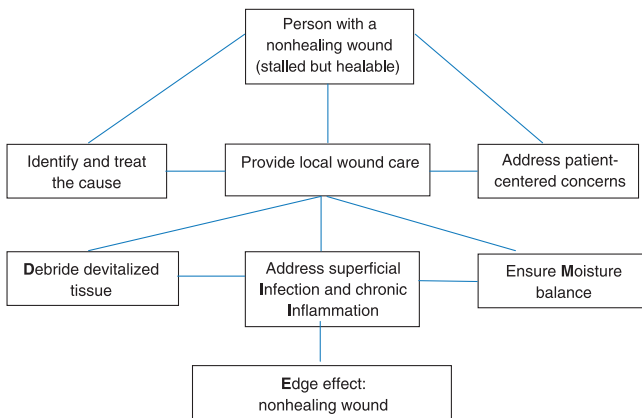 Person with a
nonhealing wound
(stalled but healable)
Identify and treat
the cause
Provide local wound care
Address patient-
centered concerns
Debride devitalized
tissue
Address superficial
Infection and chronic
Inflammation
Ensure Moisture
balance
Edge effect:
nonhealing wound